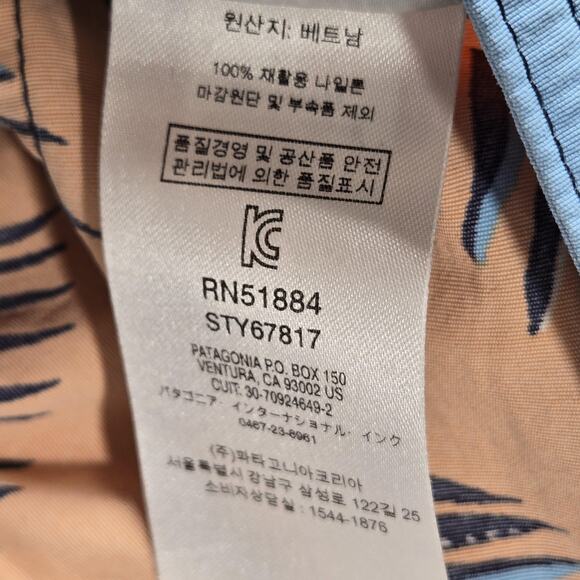 원산지: 베트남
100% 재활용 나일론
마감원단 및 부속품 제외
품질경영 및 공산품 안전
관리법에 의한 품질표시
RN51884
STY67817
PATAGONIA P.O. BOX 150
VENTURA, CA 93002 US
CUIT: 30-70924649-2
パタゴニア・インターナショナル・インク
0467-23-8961
(주)파타고니아코리아
서울특별시 강남구 삼성로 122길 25
소비자상담실 : 1544-1876